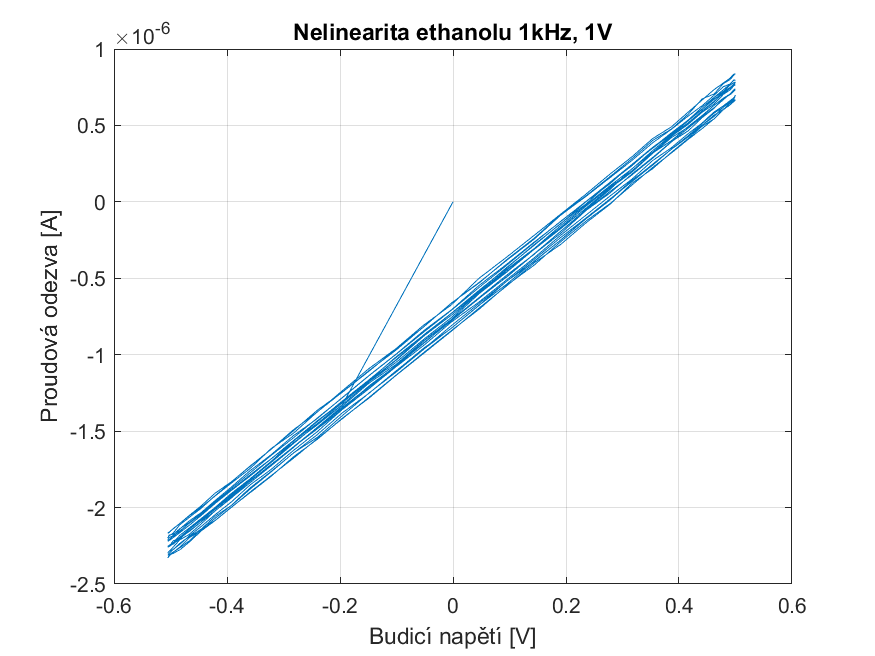 Nelinearita ethanolu 1kHz, 1V
×10⁻⁶
1
0.5
0
-0.5
-1
-1.5
-2
-2.5
-0.6 -0.4 -0.2 0 0.2 0.4 0.6
Budicí napětí [V]
Proudová odezva [A]